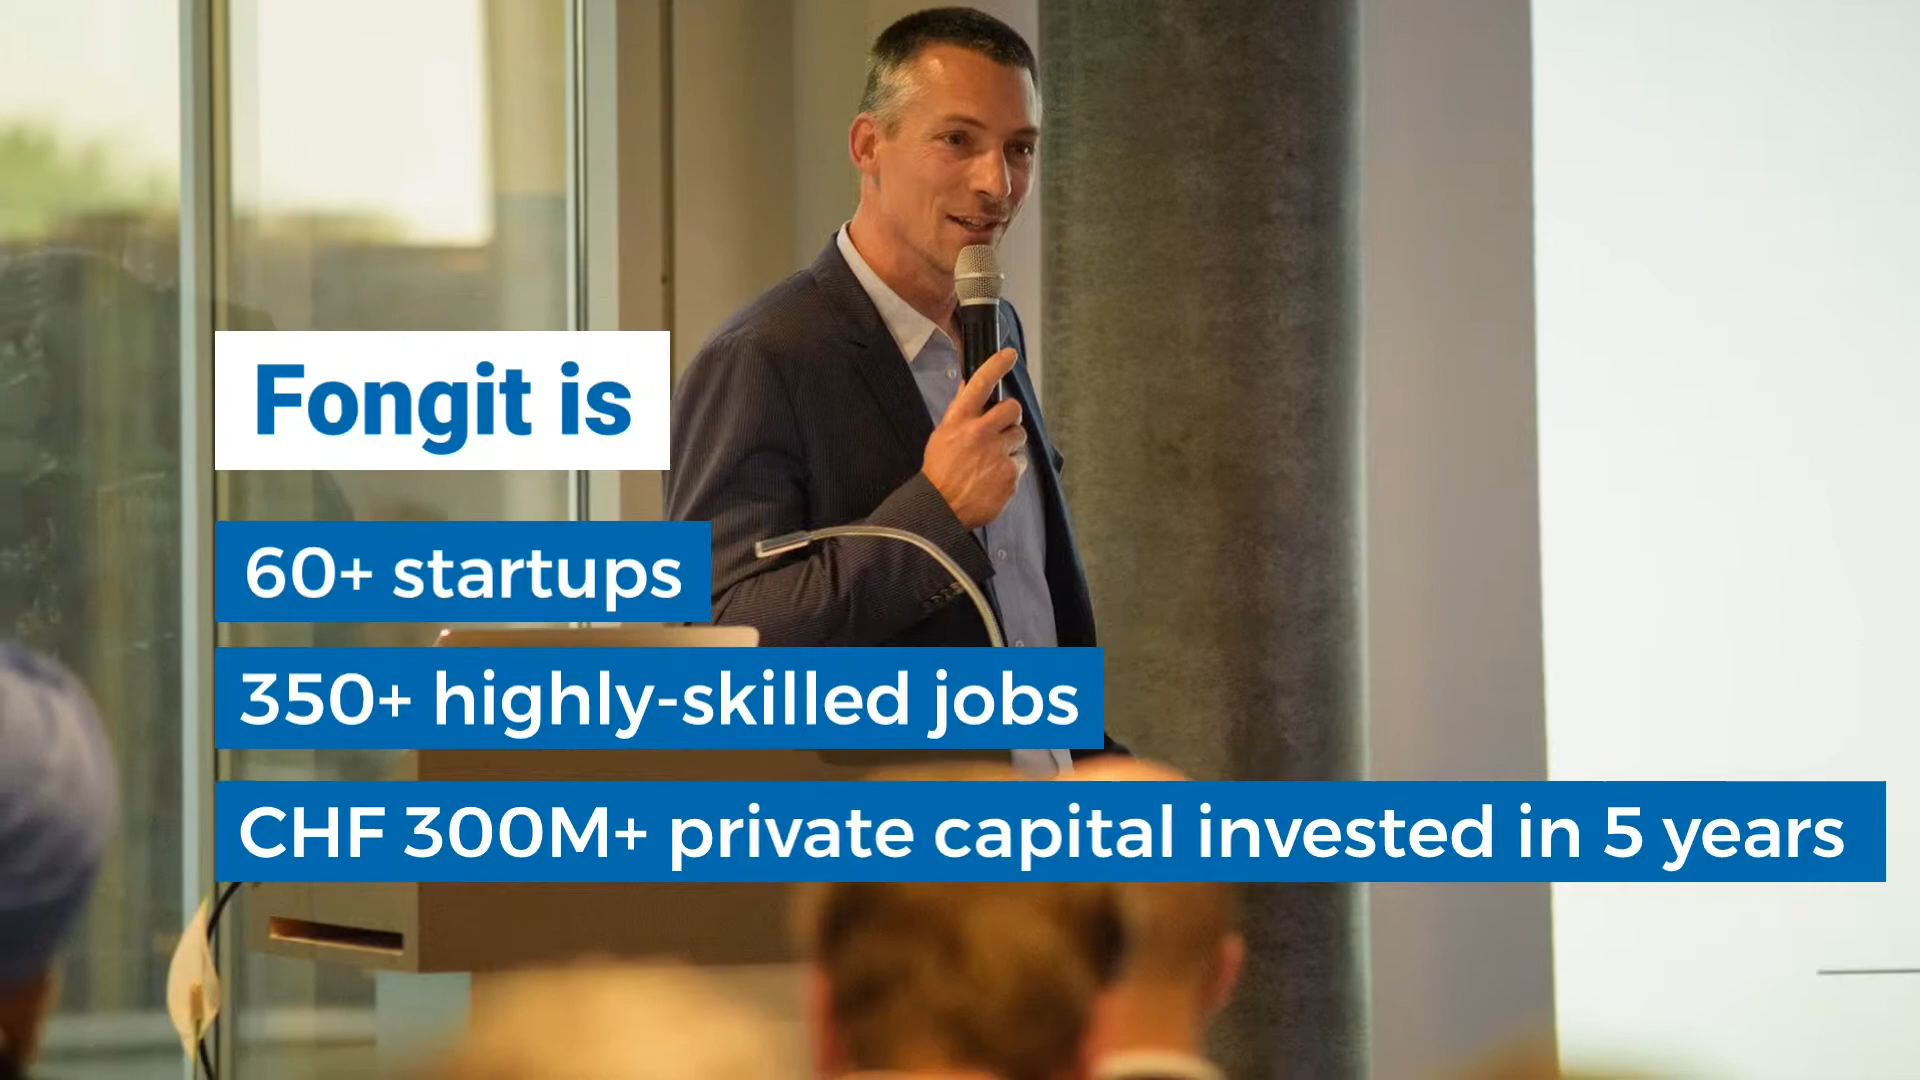 Fongit is
60+ startups
350+ highly-skilled jobs
CHF 300M+ private capital invested in 5 years